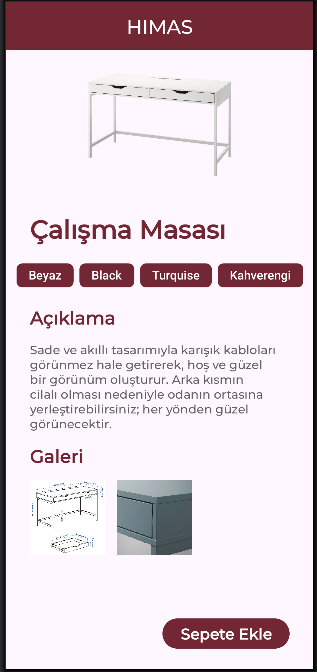 HIMAS
Çalışma Masası
Beyaz Black Turquise Kahverengi
Açıklama
Sade ve akıllı tasarımıyla karışık kabloları
görünmez hale getirerek, hoş ve güzel
bir görünüm oluşturur. Arka kısmın
cilalı olması nedeniyle odanın ortasına
yerleştirebilirsiniz; her yönden güzel
görünecektir.
Galeri
Sepete Ekle